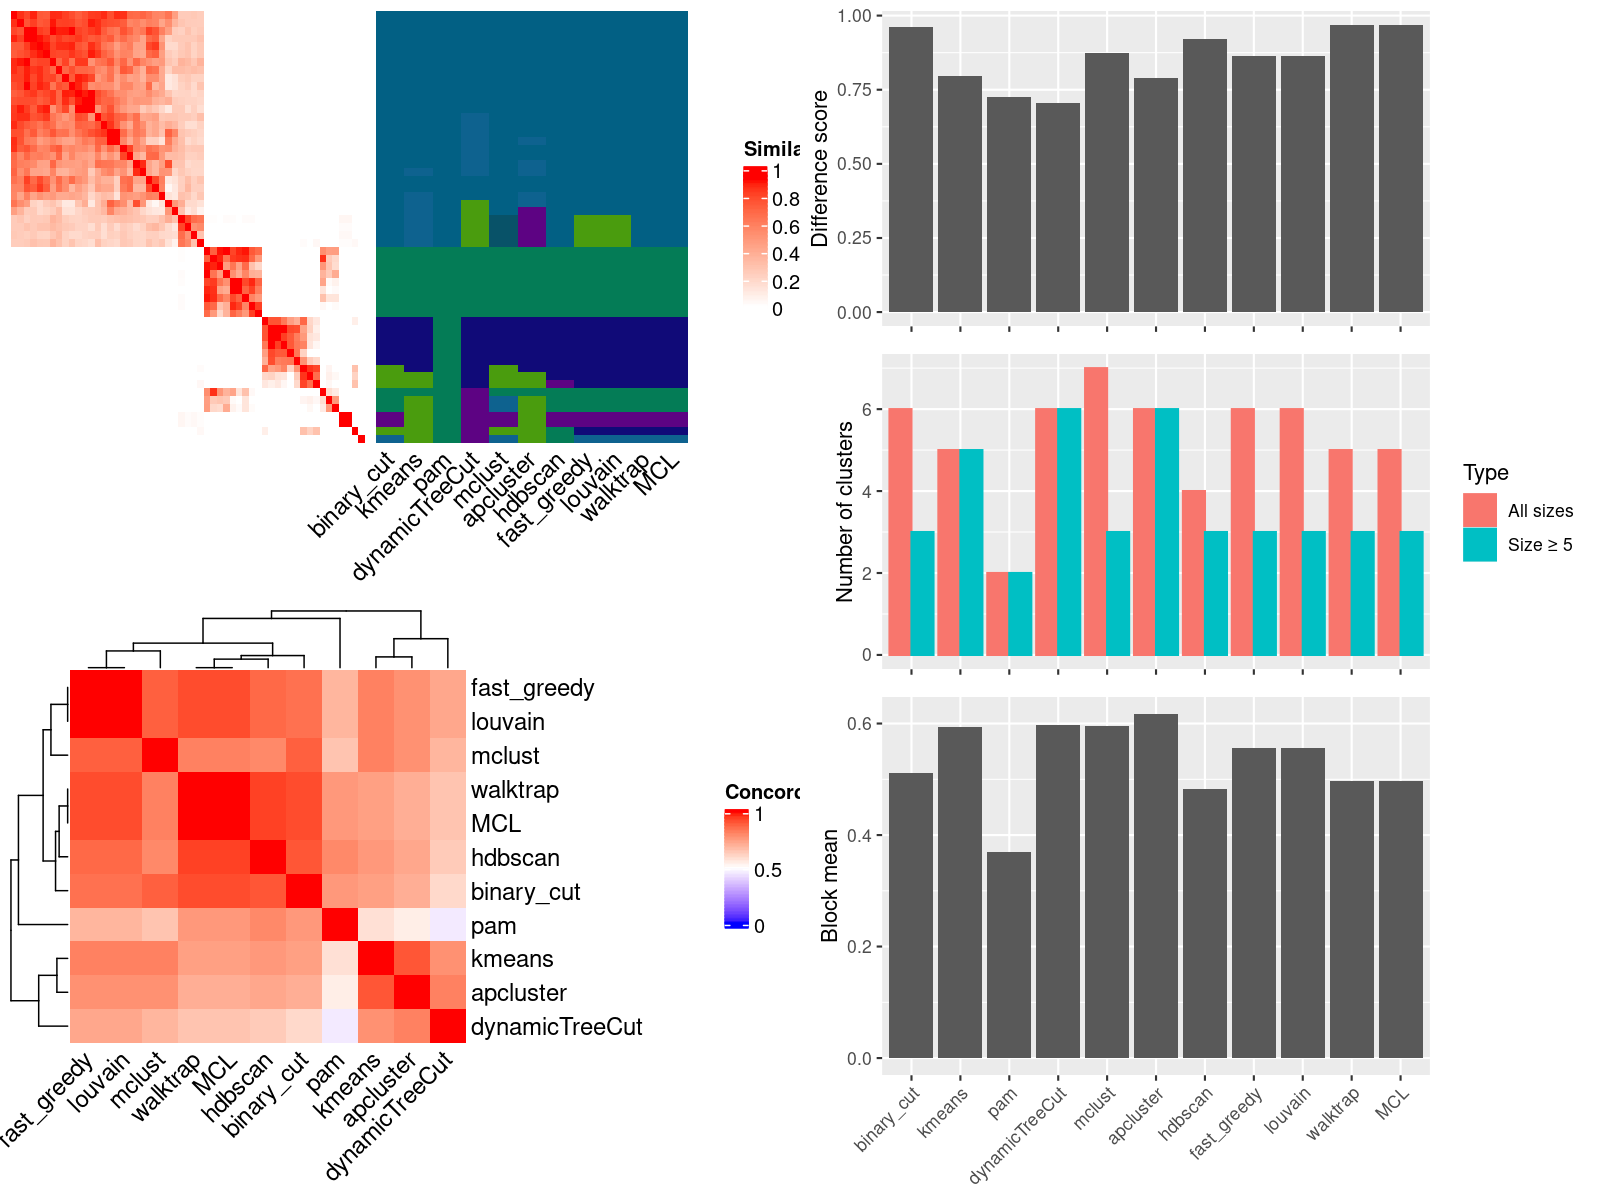 Simila
1
0.8
0.6
0.4
0.2
0
binary_cut
kmeans
pam
dynamicTreeCut
mclust
apcluster
hdbscan
fast_greedy
louvain
walktrap
MCL
Difference score
1.00
0.75
0.50
0.25
0.00
Number of clusters
6
4
2
0
Type
All sizes
Size ≥ 5
fast_greedy
louvain
mclust
walktrap
MCL
hdbscan
binary_cut
pam
kmeans
apcluster
dynamicTreeCut
fast_greedy
louvain
mclust
walktrap
MCL
hdbscan
binary_cut
pam
kmeans
apcluster
dynamicTreeCut
Concord
1
0.5
0
Block mean
0.6
0.4
0.2
0.0
binary_cut
kmeans
pam
dynamicTreeCut
mclust
apcluster
hdbscan
fast_greedy
louvain
walktrap
MCL